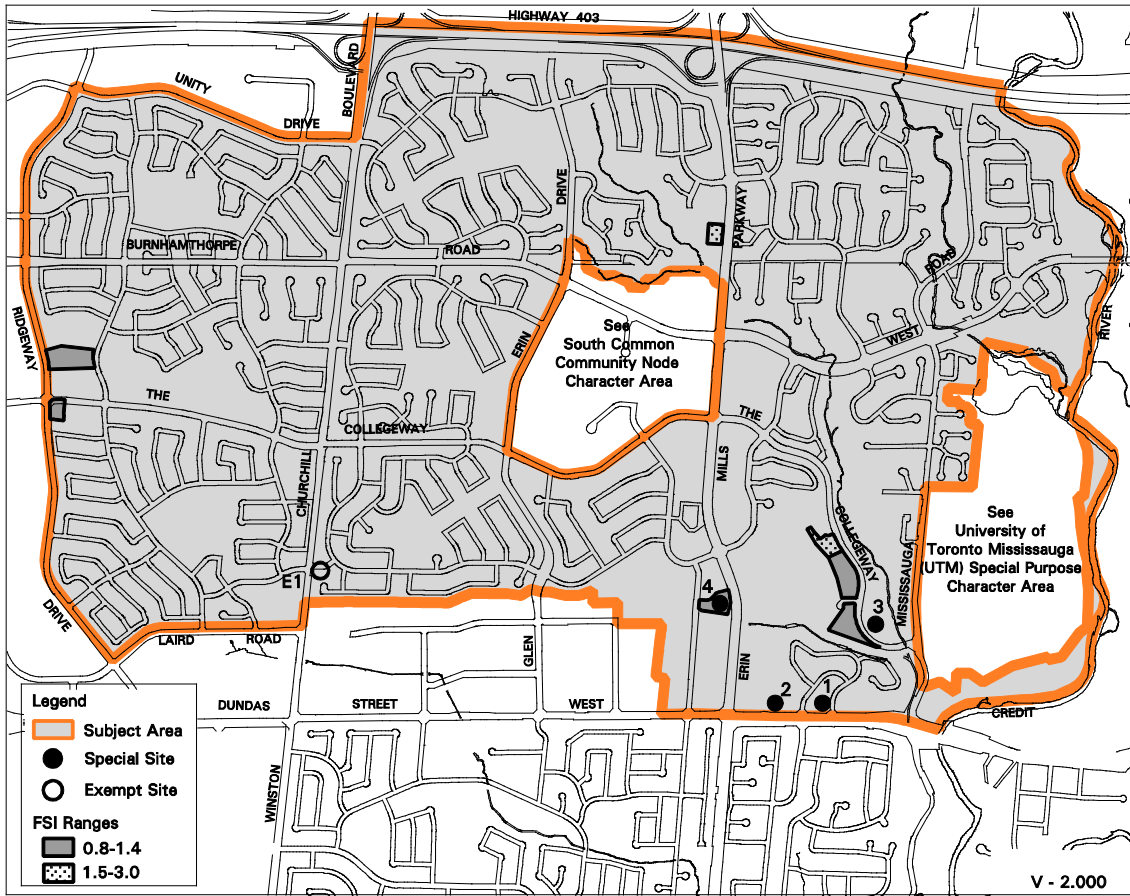 HIGHWAY 403
UNITY
DRIVE
BOULEVARD
DRIVE
PARKWAY
BURNHAMTHORPE
ROAD
ROAD
RIVER
RIDGEWAY
ERIN
WEST
See
South Common
Community Node
Character Area
THE
COLLEGEWAY
THE
MILLS
CHURCHILL
COLLEGEWAY
MISSISSAUGA
See
University of
Toronto Mississauga
(UTM) Special Purpose
Character Area
E1
4
3
DRIVE
LAIRD
ROAD
GLEN
ERIN
2
1
DUNDAS
STREET
WEST
CREDIT
WINSTON
Legend
Subject Area
Special Site
Exempt Site
FSI Ranges
0.8-1.4
1.5-3.0
V - 2.000